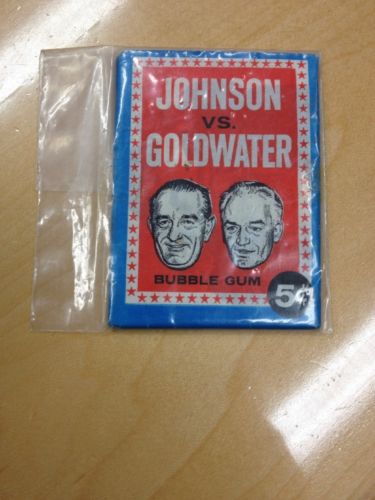 JOHNSON
VS.
GOLDWATER
BUBBLE GUM
5¢